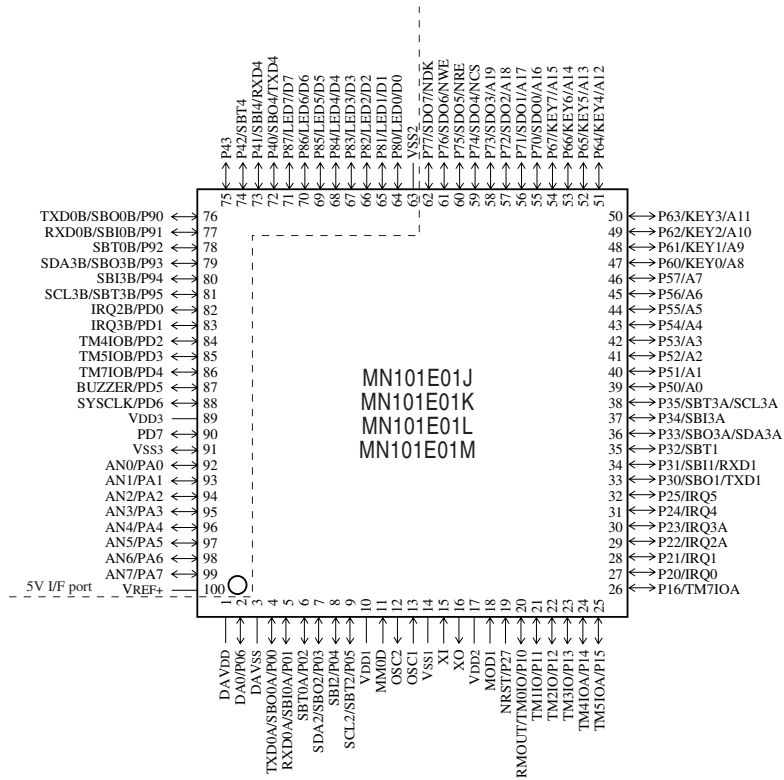 P43
P42/SBT4
P41/SBI4/RXD4
P40/SBO4/TXD4
P87/LED7/D7
P86/LED6/D6
P85/LED5/D5
P84/LED4/D4
P83/LED3/D3
P82/LED2/D2
P81/LED1/D1
P80/LED0/D0
VSS2
P77/SDO7/NDK
P76/SDO6/NWE
P75/SDO5/NRE
P74/SDO4/NCS
P73/SDO3/A19
P72/SDO2/A18
P71/SDO1/A17
P70/SDO0/A16
P67/KEY7/A15
P66/KEY6/A14
P65/KEY5/A13
P64/KEY4/A12
75 74 73 72 71 70 69 68 67 66 65 64 63 62 61 60 59 58 57 56 55 54 53 52 51
TXD0B/SBO0B/P90 76
RXD0B/SBI0B/P91 77
SBT0B/P92 78
SDA3B/SBO3B/P93 79
SBI3B/P94 80
SCL3B/SBT3B/P95 81
IRQ2B/PD0 82
IRQ3B/PD1 83
TM4IOB/PD2 84
TM5IOB/PD3 85
TM7IOB/PD4 86
BUZZER/PD5 87
SYSCLK/PD6 88
VDD3 89
PD7 90
VSS3 91
AN0/PA0 92
AN1/PA1 93
AN2/PA2 94
AN3/PA3 95
AN4/PA4 96
AN5/PA5 97
AN6/PA6 98
AN7/PA7 99
5V I/F port
VREF+ 100
MN101E01J
MN101E01K
MN101E01L
MN101E01M
50 P63/KEY3/A11
49 P62/KEY2/A10
48 P61/KEY1/A9
47 P60/KEY0/A8
46 P57/A7
45 P56/A6
44 P55/A5
43 P54/A4
42 P53/A3
41 P52/A2
40 P51/A1
39 P50/A0
38 P35/SBT3A/SCL3A
37 P34/SBI3A
36 P33/SBO3A/SDA3A
35 P32/SBT1
34 P31/SBI1/RXD1
33 P30/SBO1/TXD1
32 P25/IRQ5
31 P24/IRQ4
30 P23/IRQ3A
29 P22/IRQ2A
28 P21/IRQ1
27 P20/IRQ0
26 P16/TM7IOA
1 2 3 4 5 6 7 8 9 10 11 12 13 14 15 16 17 18 19 20 21 22 23 24 25
DAVDD
DA0/P06
DAVSS
TXD0A/SBO0A/P00
RXD0A/SBI0A/P01
SBT0A/P02
SDA2/SBO2/P03
SBI2/P04
SCL2/SBT2/P05
VDD1
MM0D
OSC2
OSC1
VSS1
XI
XO
VDD2
MOD1
NRST/P27
RMOUT/TM0IO/P10
TM1IO/P11
TM2IO/P12
TM3IO/P13
TM4IOA/P14
TM5IOA/P15